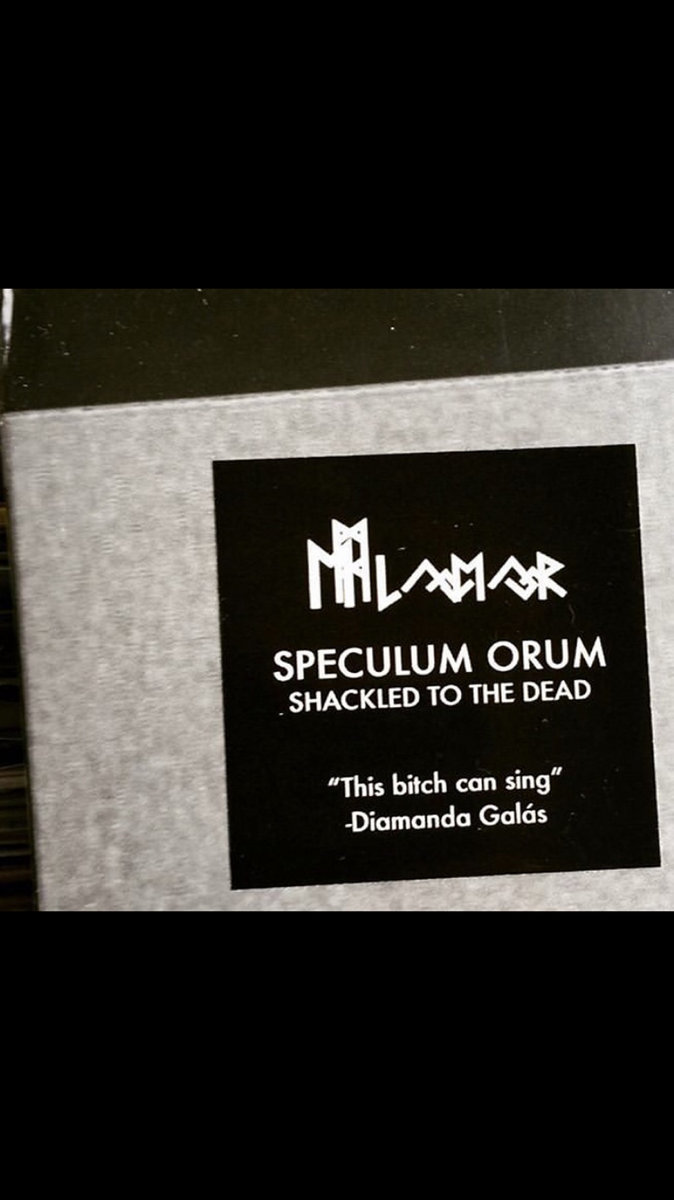 SPECULUM ORUM
SHACKLED TO THE DEAD
“This bitch can sing”
-Diamanda Galás